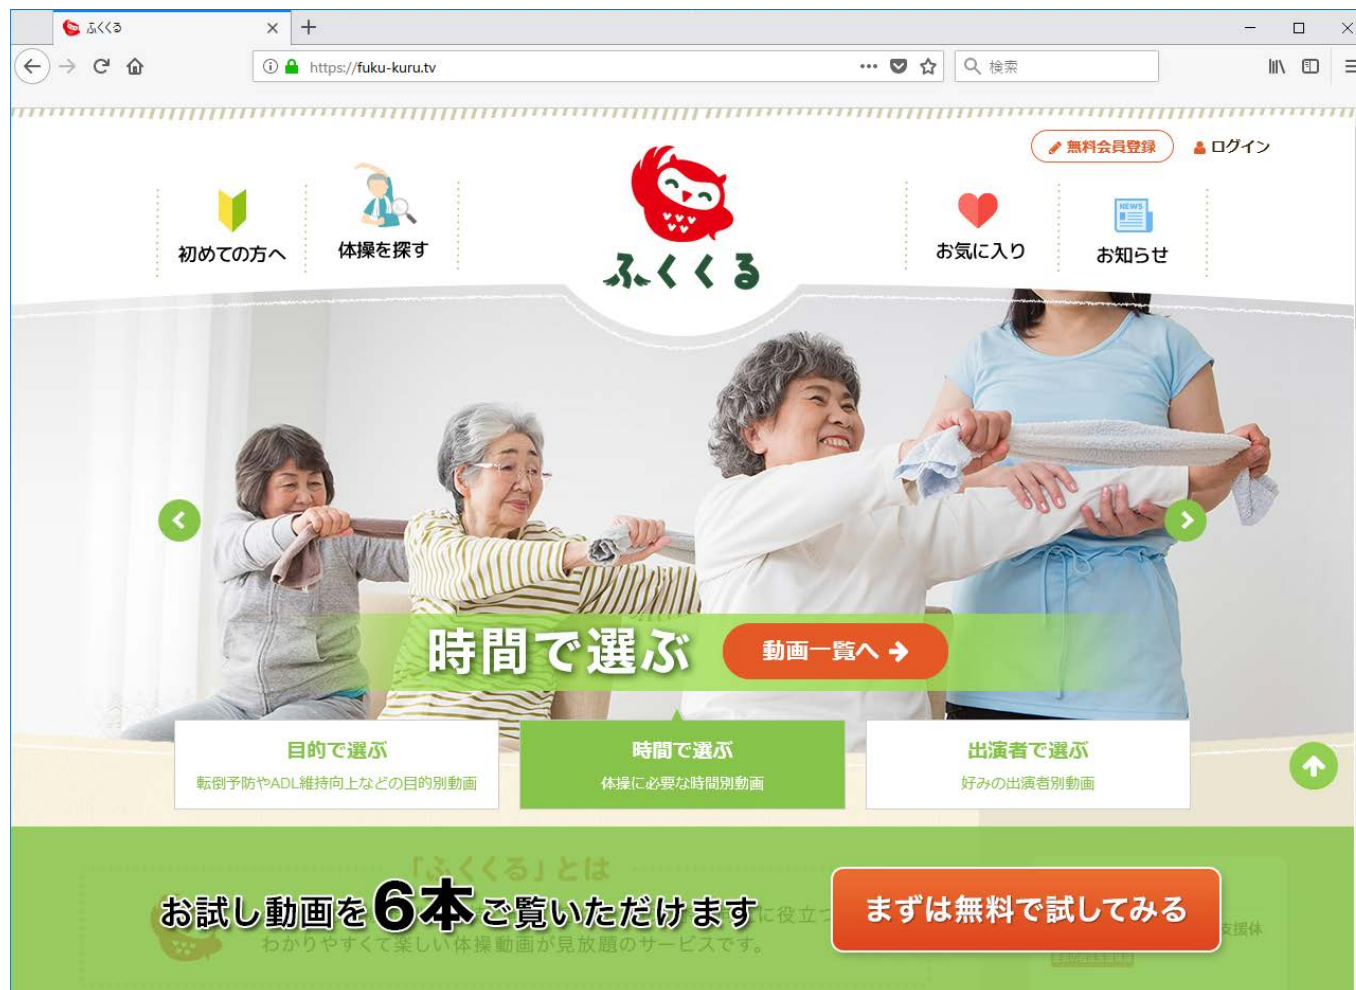 ふくくる
https://fuku-kuru.tv
検索
無料会員登録
ログイン
初めての方へ
体操を探す
ふくくる
お気に入り
NEWS
お知らせ
時間で選ぶ
動画一覧へ
目的で選ぶ
転倒予防やADL維持向上などの目的別動画
時間で選ぶ
体操に必要な時間別動画
出演者で選ぶ
好みの出演者別動画
「ふくくる」とは
お試し動画を6本ご覧いただけます
に役立つ
まずは無料で試してみる
わかりやすくて楽しい体操動画が見放題のサービスです。
支援体